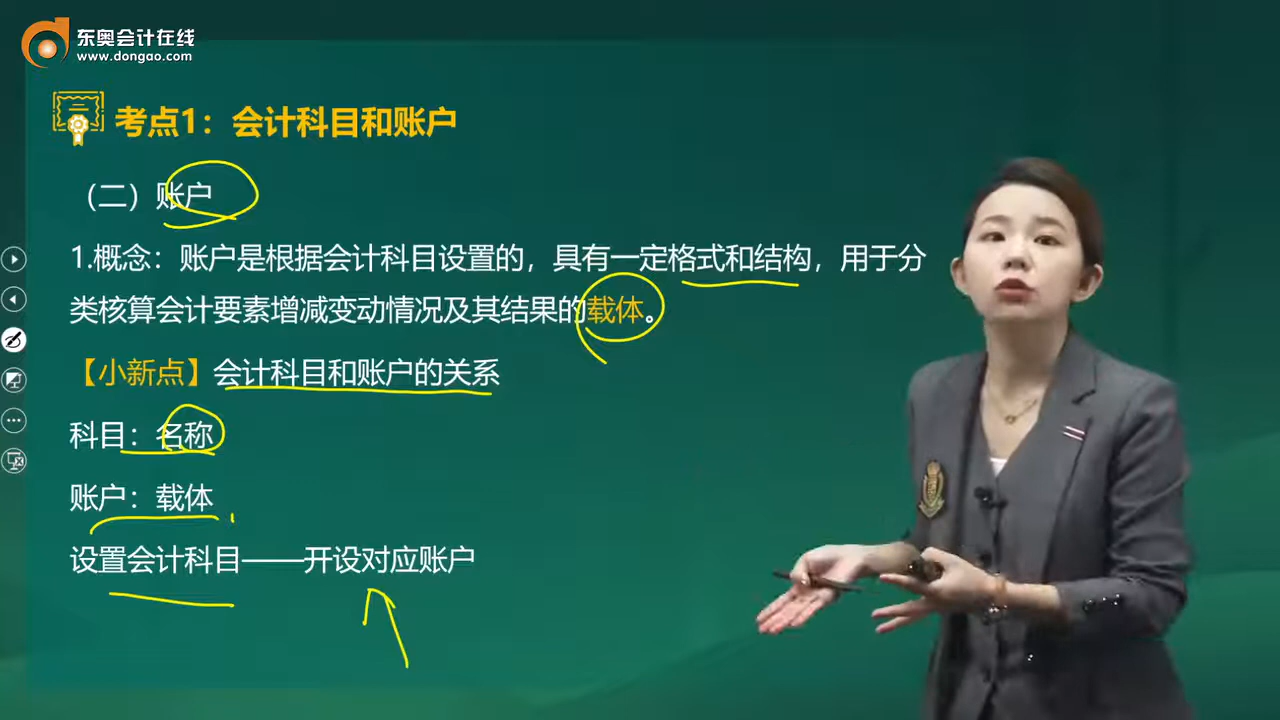 东奥会计在线
www.dongao.com
考点1：会计科目和账户
（二）账户
1.概念：账户是根据会计科目设置的，具有一定格式和结构，用于分
类核算会计要素增减变动情况及其结果的载体。
【小新点】会计科目和账户的关系
科目：名称
账户：载体
设置会计科目——开设对应账户